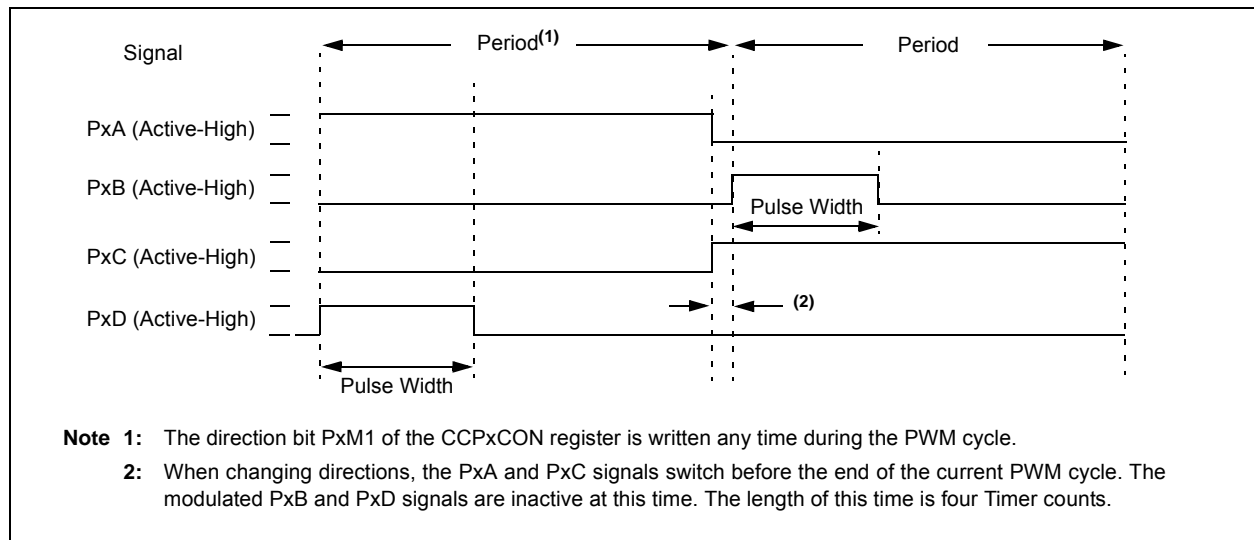 Signal
Period(1)
Period
PxA (Active-High)
PxB (Active-High)
Pulse Width
PxC (Active-High)
(2)
PxD (Active-High)
Pulse Width
Note 1: The direction bit PxM1 of the CCPxCON register is written any time during the PWM cycle.
2: When changing directions, the PxA and PxC signals switch before the end of the current PWM cycle. The
modulated PxB and PxD signals are inactive at this time. The length of this time is four Timer counts.